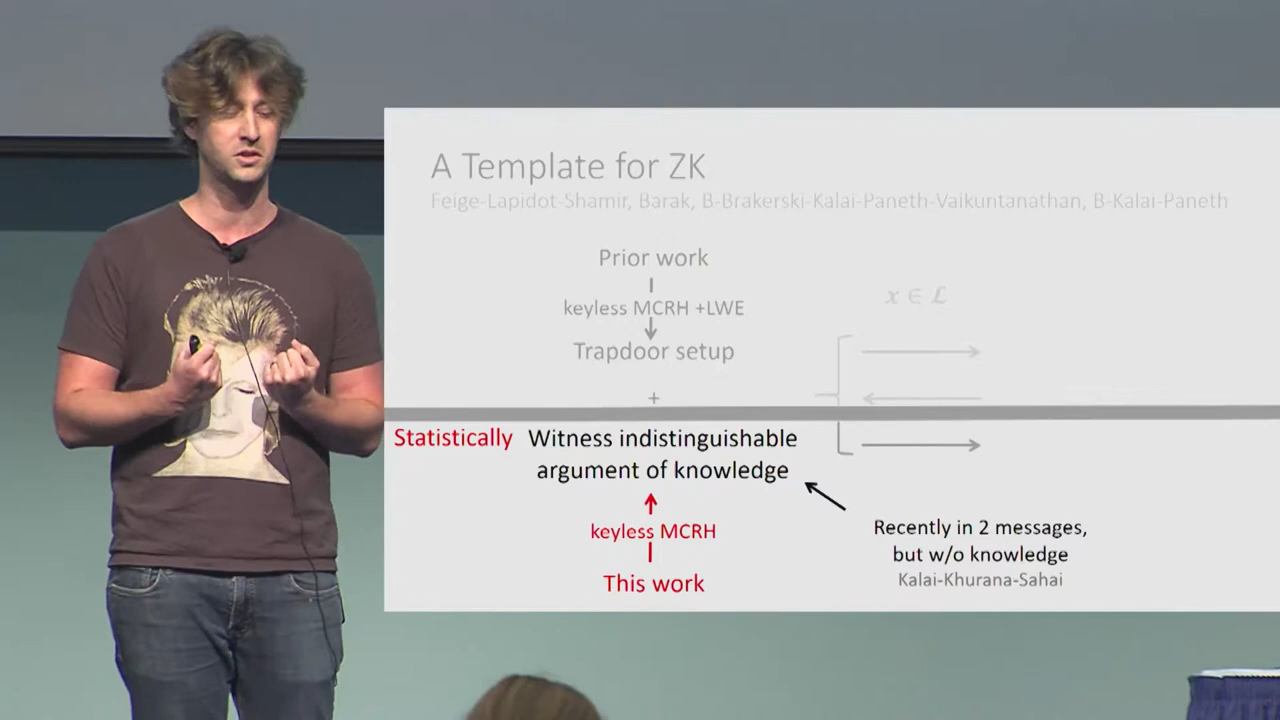 A Template for ZK
Feige-Lapidot-Shamir, Barak, B-Brakerski-Kalai-Paneth-Vaikuntanathan, B-Kalai-Paneth
Prior work
keyless MCRH +LWE
x ∈ ℒ
Trapdoor setup
+
Statistically Witness indistinguishable
argument of knowledge
keyless MCRH
This work
Recently in 2 messages,
but w/o knowledge
Kalai-Khurana-Sahai